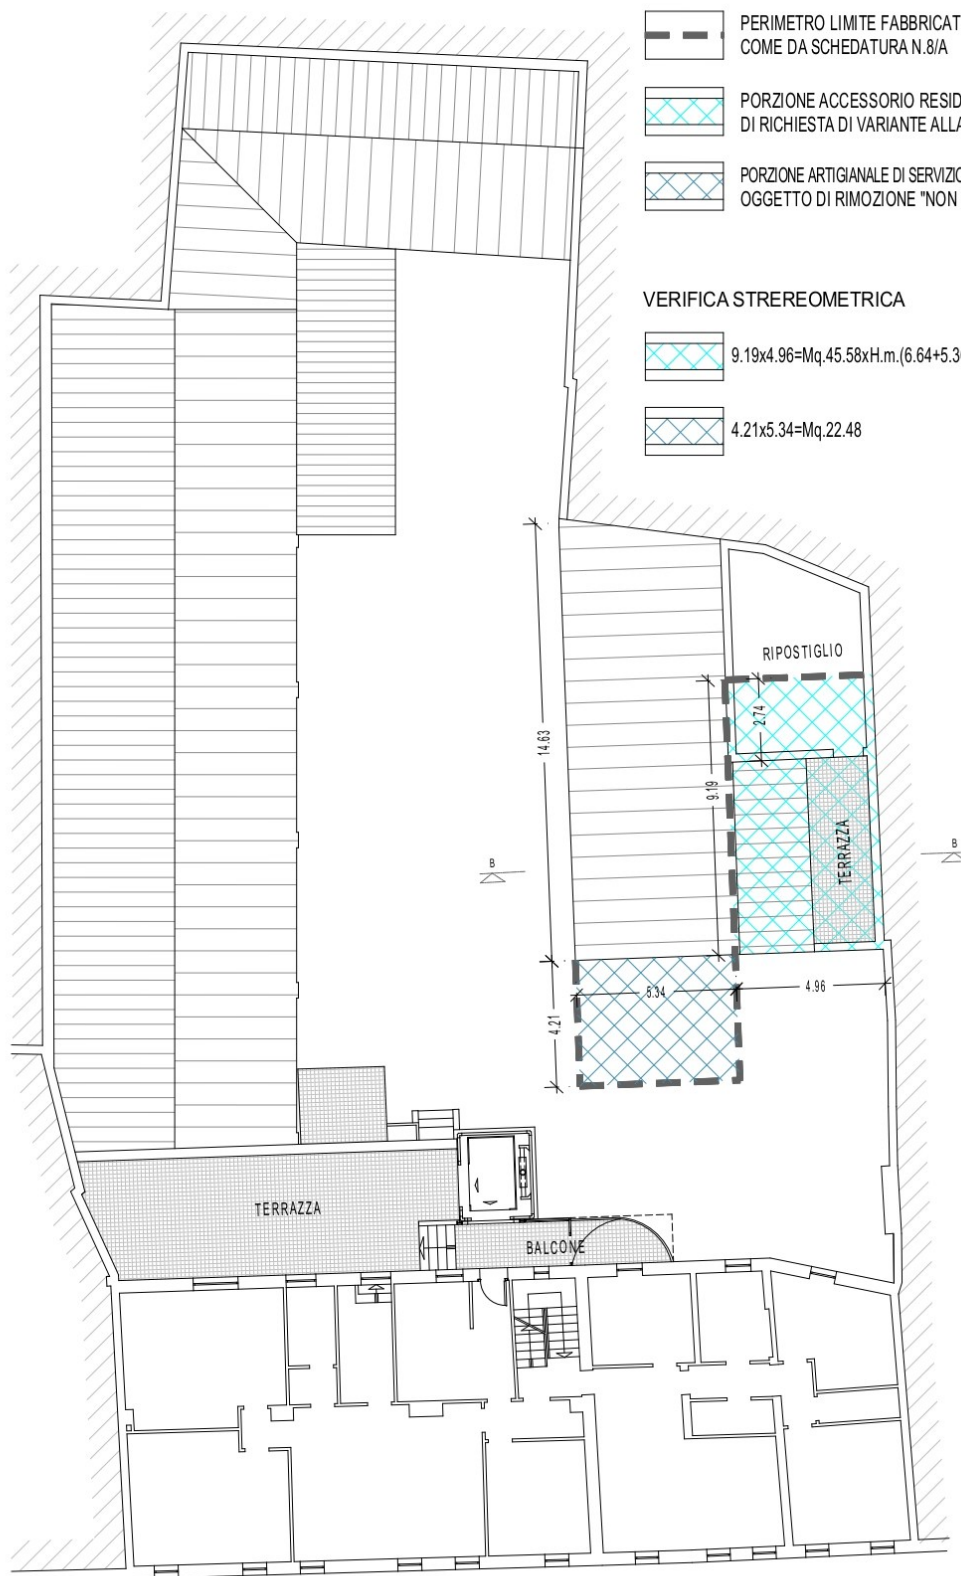 PERIMETRO LIMITE FABBRICAT
COME DA SCHEDATURA N.8/A
PORZIONE ACCESSORIO RESID
DI RICHIESTA DI VARIANTE ALLA
PORZIONE ARTIGIANALE DI SERVIZIO
OGGETTO DI RIMOZIONE "NON
VERIFICA STREREOMETRICA
9.19x4.96=Mq.45.58xH.m.(6.64+5.3
4.21x5.34=Mq.22.48
RIPOSTIGLIO
2.74
14.63
9.19
TERRAZZA
B
B
5.34
4.96
4.21
TERRAZZA
BALCONE